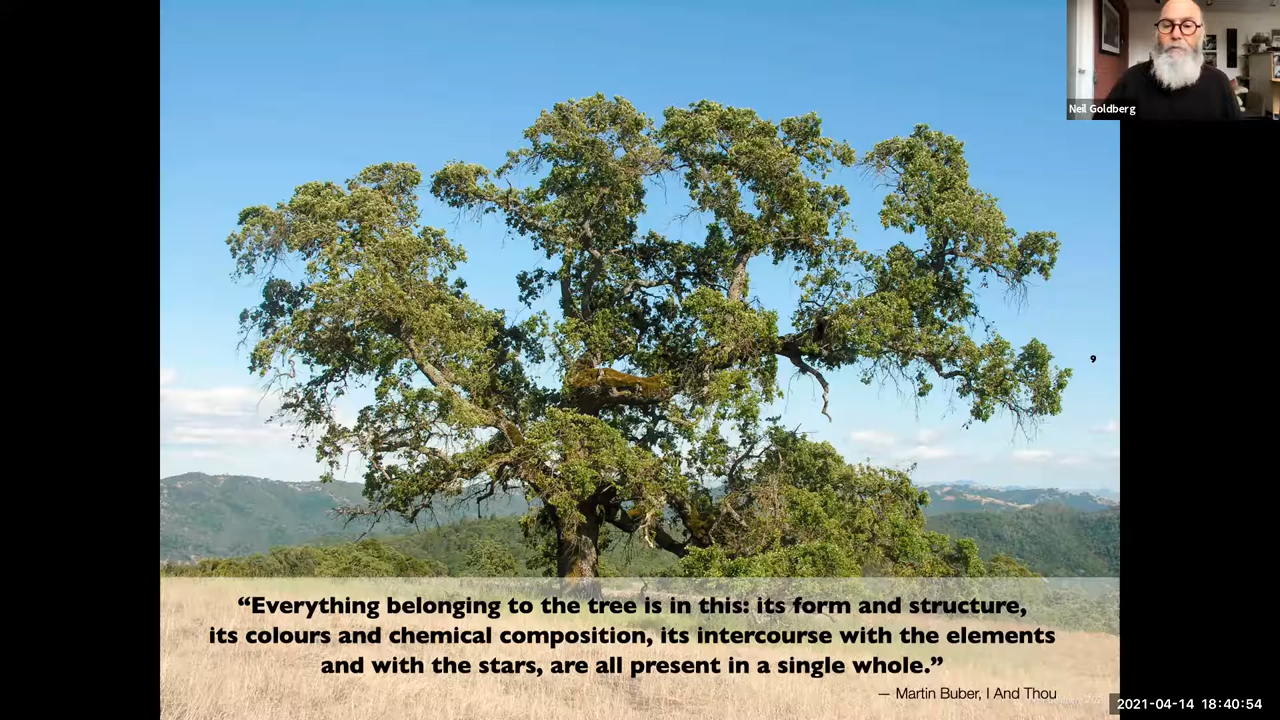 Neil Goldberg
9
“Everything belonging to the tree is in this: its form and structure,
its colours and chemical composition, its intercourse with the elements
and with the stars, are all present in a single whole.”
— Martin Buber, I And Thou
2021-04-14 18:40:54